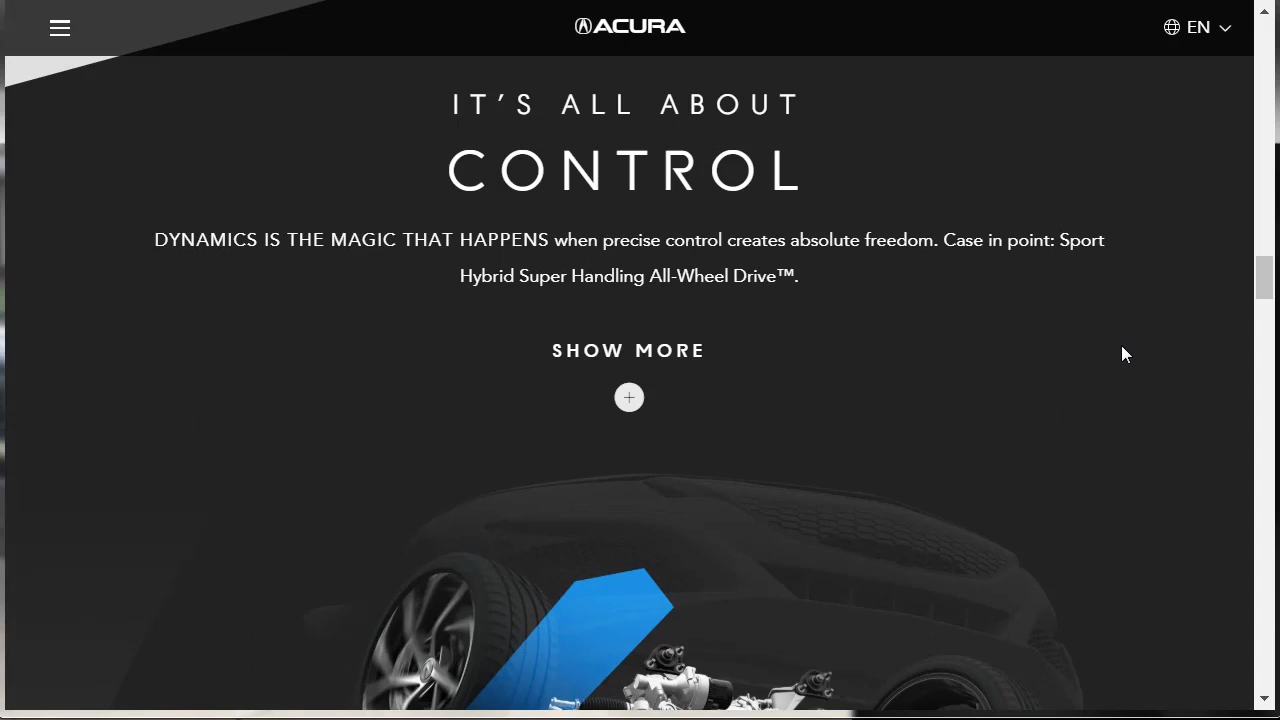 ACURA
EN
IT'S ALL ABOUT
CONTROL
DYNAMICS IS THE MAGIC THAT HAPPENS when precise control creates absolute freedom. Case in point: Sport
Hybrid Super Handling All-Wheel Drive™.
SHOW MORE